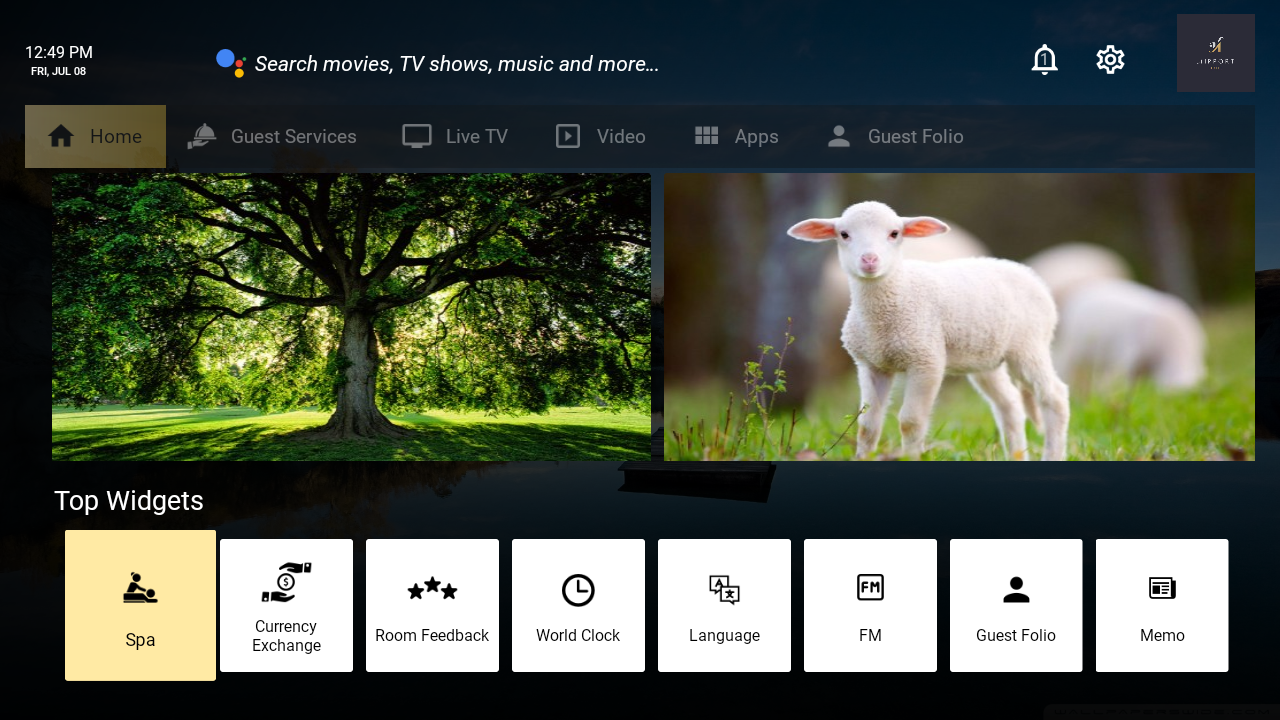 12:49 PM
FRI, JUL 08
Search movies, TV shows, music and more...
1
Home
Guest Services
Live TV
Video
Apps
Guest Folio
Top Widgets
Spa
Currency
Exchange
Room Feedback
World Clock
Language
FM
FM
Guest Folio
Memo